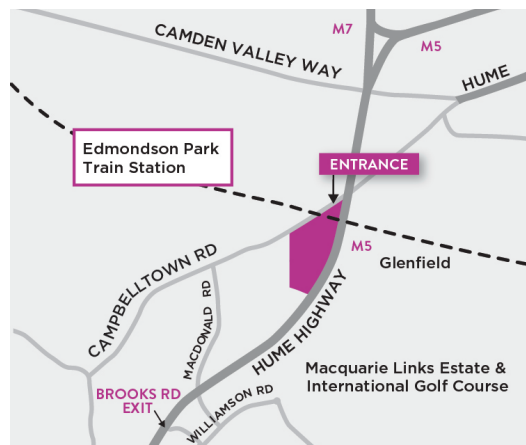 M7
M5
CAMDEN VALLEY WAY
HUME
Edmondson Park
Train Station
ENTRANCE
M5
Glenfield
CAMPBELLTOWN RD
MACDONALD RD
HUME HIGHWAY
Macquarie Links Estate &
International Golf Course
BROOKS RD
EXIT
WILLIAMSON RD